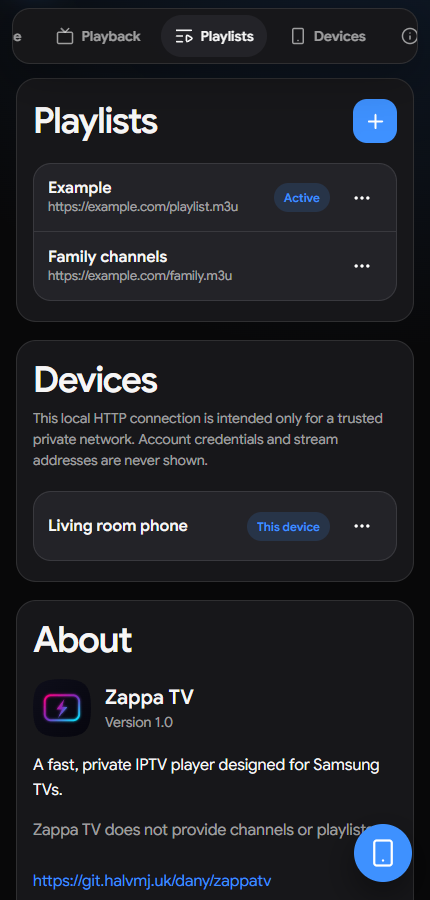 e
Playback
Playlists
Devices
Playlists
Example
https://example.com/playlist.m3u
Active
Family channels
https://example.com/family.m3u
Devices
This local HTTP connection is intended only for a trusted
private network. Account credentials and stream
addresses are never shown.
Living room phone
This device
About
Zappa TV
Version 1.0
A fast, private IPTV player designed for Samsung
TVs.
Zappa TV does not provide channels or
https://git.halvmj.uk/dany/zappatv